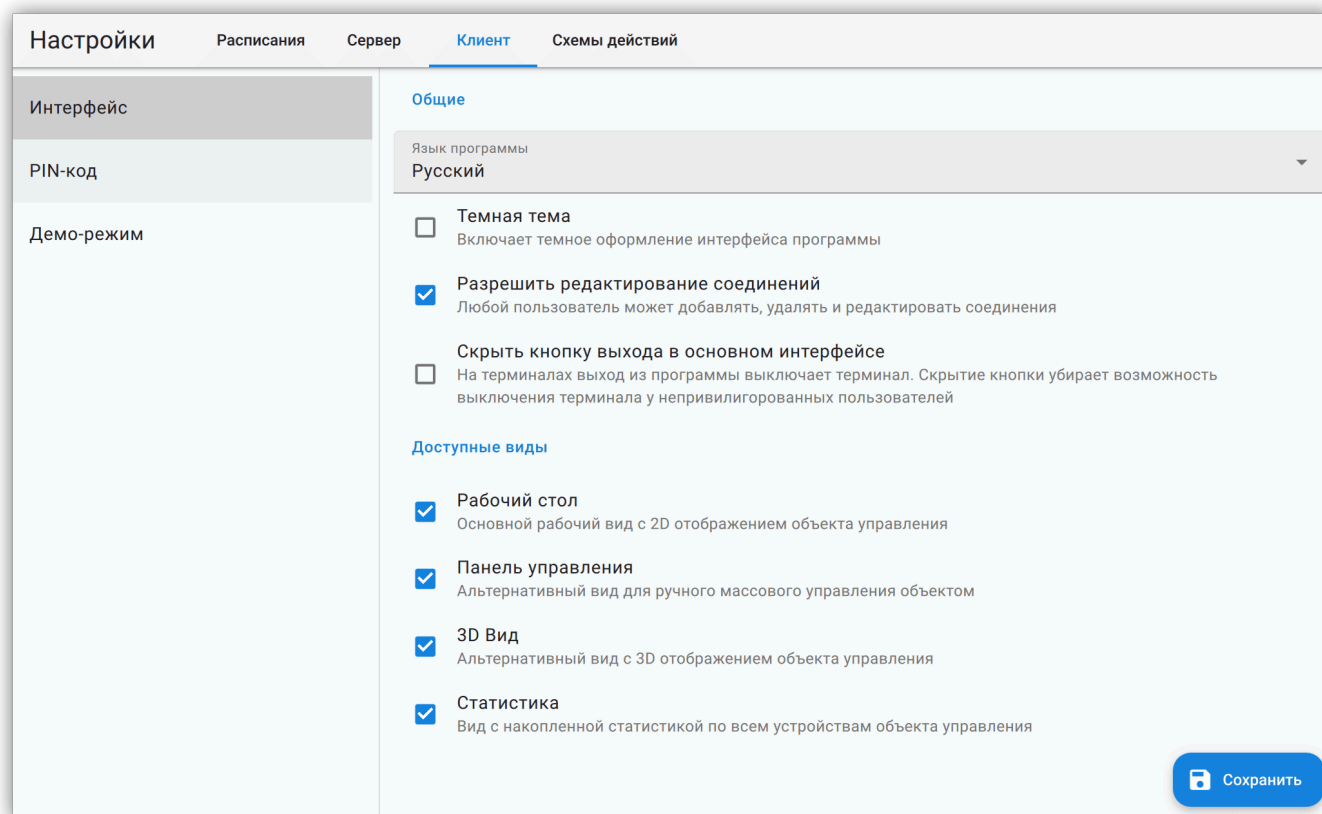 Настройки
Расписания
Сервер
Клиент
Схемы действий
Интерфейс
PIN-код
Демо-режим
Общие
Язык программы
Русский
Темная тема
Включает темное оформление интерфейса программы
Разрешить редактирование соединений
Любой пользователь может добавлять, удалять и редактировать соединения
Скрыть кнопку выхода в основном интерфейсе
На терминалах выход из программы выключает терминал. Скрытие кнопки убирает возможность
выключения терминала у непривилигорованных пользователей
Доступные виды
Рабочий стол
Основной рабочий вид с 2D отображением объекта управления
Панель управления
Альтернативный вид для ручного массового управления объектом
3D Вид
Альтернативный вид с 3D отображением объекта управления
Статистика
Вид с накопленной статистикой по всем устройствам объекта управления
Сохранить